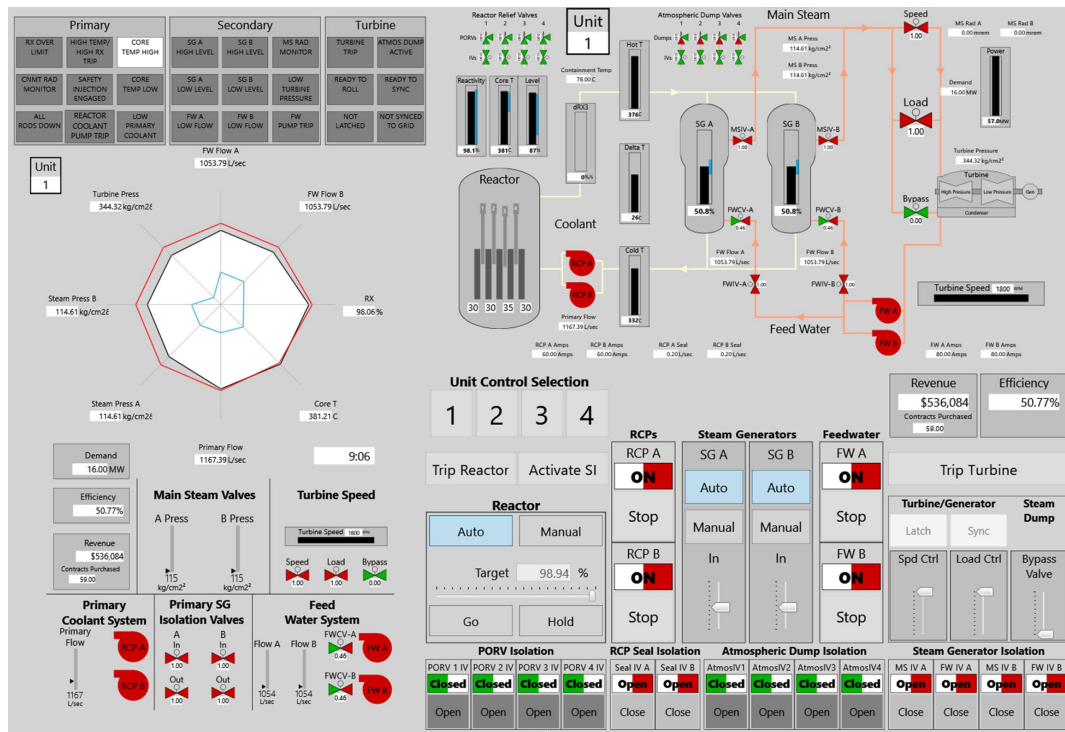 Primary
Secondary
Turbine
RX OVER
LIMIT
HIGH TEMP/
HIGH RX
TRIP
CORE
TEMP HIGH
SG A
HIGH LEVEL
SG B
HIGH LEVEL
MS RAD
MONITOR
TURBINE
TRIP
ATMOS DUMP
ACTIVE
CNMT RAD
MONITOR
SAFETY
INJECTION
ENGAGED
CORE
TEMP LOW
SG A
LOW LEVEL
SG B
LOW LEVEL
LOW
TURBINE
PRESSURE
READY TO
ROLL
READY TO
SYNC
ALL
RODS DOWN
REACTOR
COOLANT
PUMP TRIP
LOW
PRIMARY
COOLANT
FW A
LOW FLOW
FW B
LOW FLOW
FW
PUMP TRIP
NOT
LATCHED
NOT SYNCED
TO GRID
Unit
1
FW Flow A
1053.79 L/sec
Turbine Press
344.32 kg/cm2
FW Flow B
1053.79 L/sec
Steam Press B
114.61 kg/cm2
RX
98.06 %
Steam Press A
114.61 kg/cm2
Core T
381.21 C
Primary Flow
1167.39 L/sec
9:06
Reactor Relief Valves
1 2 3 4
PORVs
IVs
Unit
1
Atmospheric Dump Valves
1 2 3 4
Dumps
IVs
Main Steam
Containment Temp
78.00 C
Reactivity
98.1%
Core T
381C
Level
87%
dRX3
0%/s
Hot T
376C
Delta T
26C
Cold T
332C
MS A Press
114.61 kg/cm2
MS B Press
114.61 kg/cm2
Speed
1.00
MS Rad A
0.00 mrem
MS Rad B
0.00 mrem
Demand
16.00 MW
Power
57.0MW
Load
1.00
Turbine Pressure
344.32 kg/cm²
Turbine
High Pressure
Low Pressure
Gen
Condenser
Bypass
0.00
Reactor
30 30 35 30
Coolant
RCP A
RCP B
Primary Flow
1167.39 L/sec
SG A
50.8%
SG B
50.8%
MSIV-A
1.00
MSIV-B
1.00
FWCV-A
0.46
FWCV-B
0.46
FW Flow A
1053.79 L/sec
FW Flow B
1053.79 L/sec
FWIV-A
1.00
FWIV-B
1.00
Feed Water
FW A
FW B
Turbine Speed 1800 RPM
RCP A Amps
60.00 Amps
RCP B Amps
60.00 Amps
RCP A Seal
0.20 L/sec
RCP B Seal
0.20 L/sec
FW A Amps
80.00 Amps
FW B Amps
80.00 Amps
Demand
16.00 MW
Efficiency
50.77%
Revenue
$536,084
Contracts Purchased
59.00
Main Steam Valves
A Press
115
kg/cm²
B Press
115
kg/cm²
Turbine Speed
Turbine Speed 1800
Speed
1.00
Load
1.00
Bypass
0.00
Primary
Coolant System
Primary
Flow
1167
L/sec
RCP A
RCP B
Primary SG
Isolation Valves
A
In
1.00
B
In
1.00
Out
1.00
Out
1.00
Feed
Water System
Flow A
1054
L/sec
Flow B
1054
L/sec
FWCV-A
0.46
FWCV-B
0.46
FW A
FW B
Unit Control Selection
1 2 3 4
Trip Reactor
Activate SI
Reactor
Auto
Manual
Target 98.94 %
Go
Hold
RCPs
RCP A
ON
Stop
RCP B
ON
Stop
Steam Generators
SG A
Auto
Manual
In
SG B
Auto
Manual
In
Feedwater
FW A
ON
Stop
FW B
ON
Stop
Revenue
$536,084
Contracts Purchased
59.00
Efficiency
50.77%
Trip Turbine
Turbine/Generator
Latch
Sync
Spd Ctrl
Load Ctrl
Steam
Dump
Bypass
Valve
PORV Isolation
PORV 1 IV
Closed
Open
PORV 2 IV
Closed
Open
PORV 3 IV
Closed
Open
PORV 4 IV
Closed
Open
RCP Seal Isolation
Seal IV A
Open
Close
Seal IV B
Open
Close
Atmospheric Dump Isolation
AtmosIV1
Closed
Open
AtmosIV2
Closed
Open
AtmosIV3
Closed
Open
AtmosIV4
Closed
Open
Steam Generator Isolation
MS IV A
Open
Close
FW IV A
Open
Close
MS IV B
Open
Close
FW IV B
Open
Close